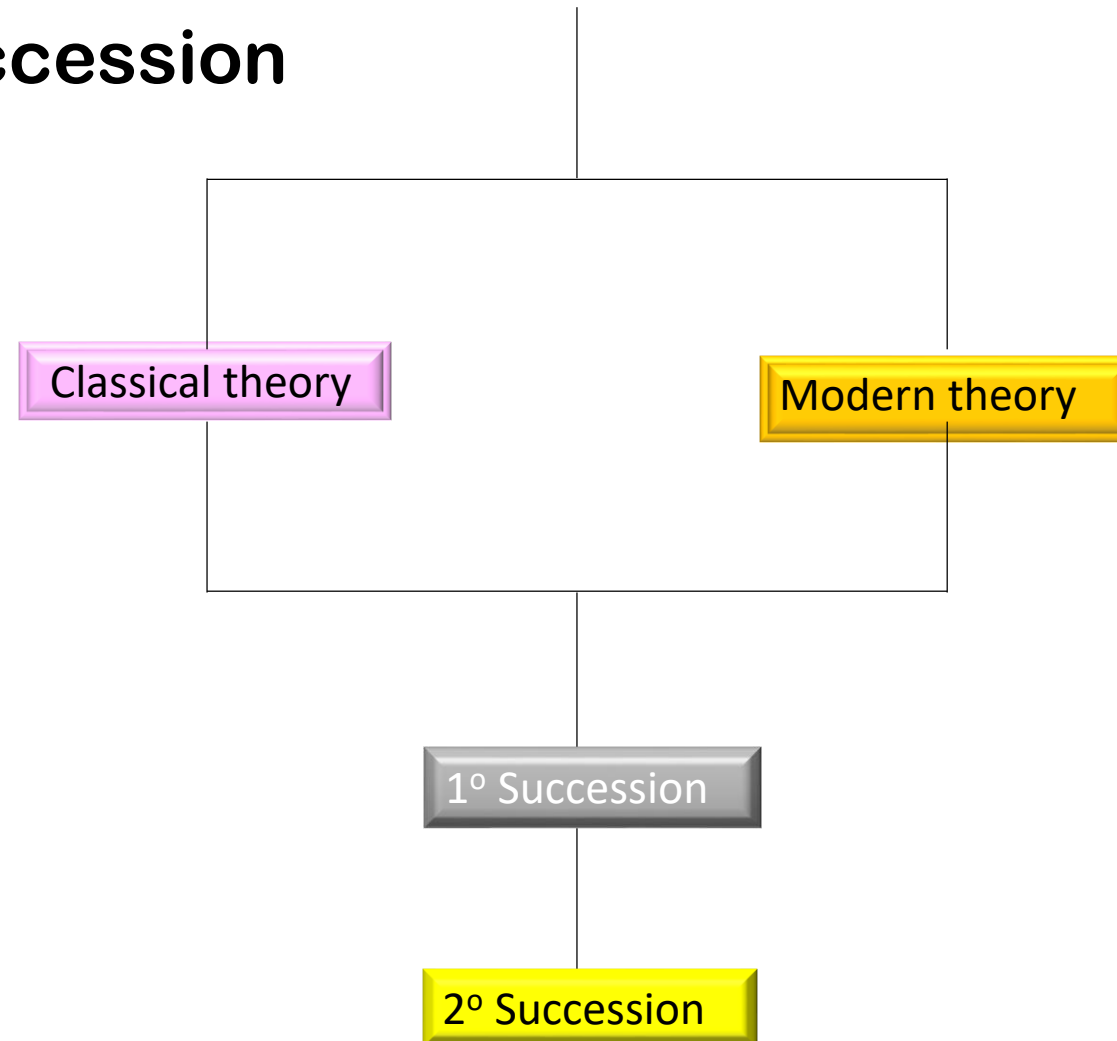 ccession
Classical theory
Modern theory
1º Succession
2º Succession